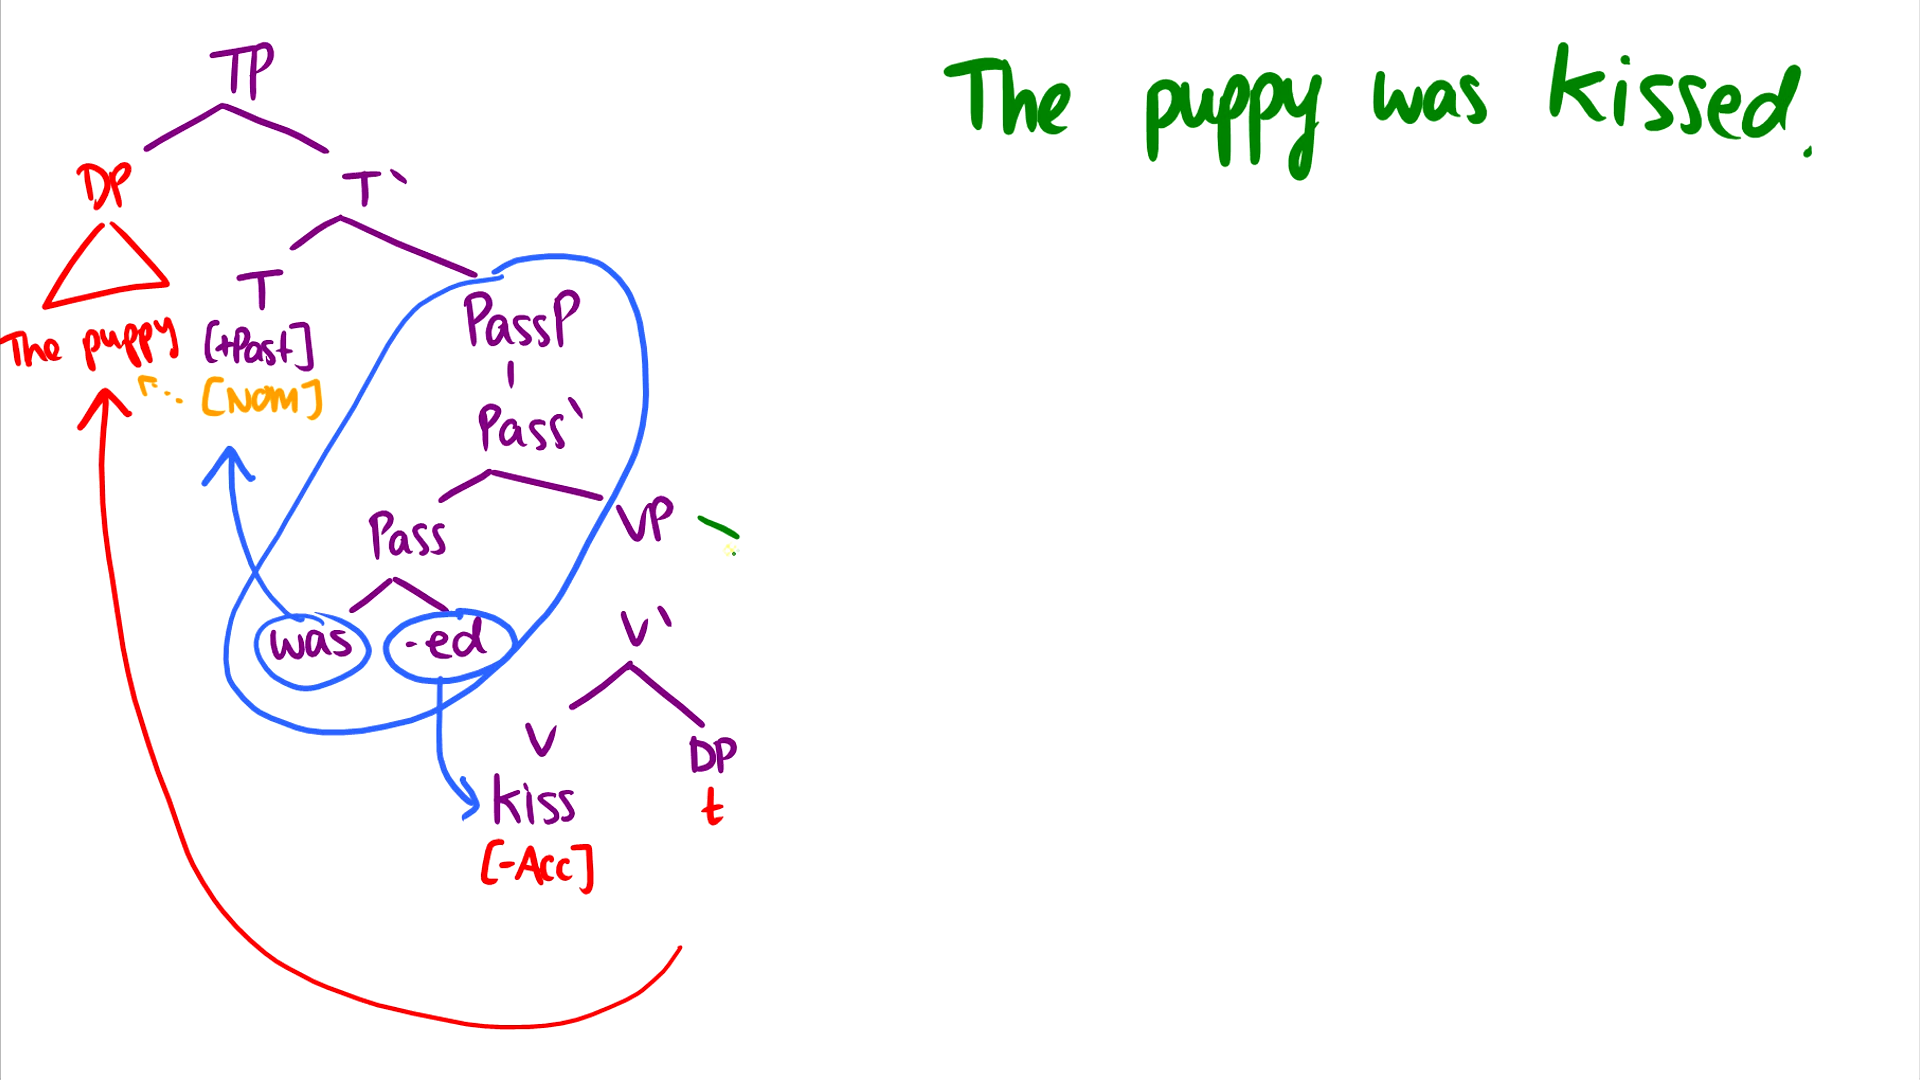 The puppy was kissed.
TP
DP
T`
T
The puppy
[+Past]
[NOM]
PassP
Pass`
Pass
VP
was
-ed
V`
V
DP
kiss
t
[-Acc]